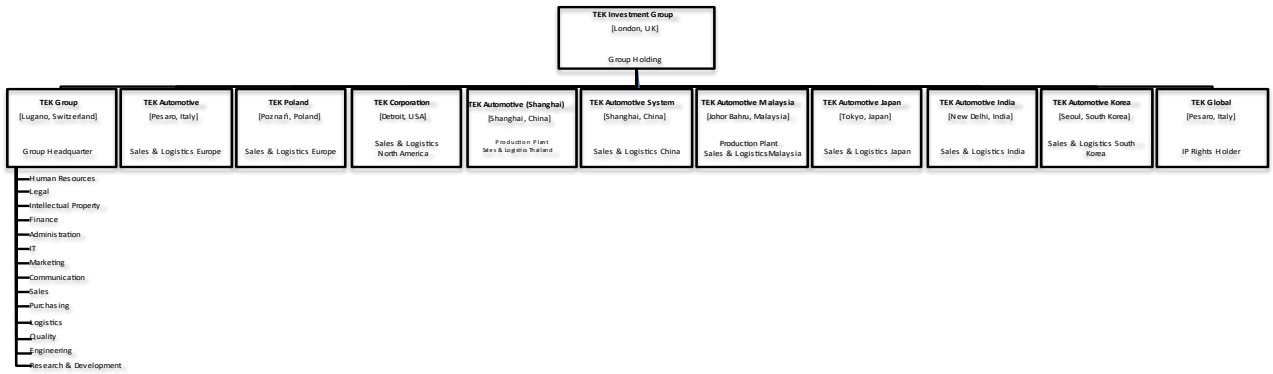 TEK Investment Group
[London, UK]
Group Holding
TEK Group
[Lugano, Switzerland]
Group Headquarter
TEK Automotive
[Pesaro, Italy]
Sales & Logistics Europe
TEK Poland
[Poznań, Poland]
Sales & Logistics Europe
TEK Corporation
[Detroit, USA]
Sales & Logistics
North America
TEK Automotive (Shanghai)
[Shanghai, China]
Production Plant
Sales & Logistics Thailand
TEK Automotive System
[Shanghai, China]
Sales & Logistics China
TEK Automotive Malaysia
[Johor Bahru, Malaysia]
Production Plant
Sales & Logistics Malaysia
TEK Automotive Japan
[Tokyo, Japan]
Sales & Logistics Japan
TEK Automotive India
[New Delhi, India]
Sales & Logistics India
TEK Automotive Korea
[Seoul, South Korea]
Sales & Logistics South
Korea
TEK Global
[Pesaro, Italy]
IP Rights Holder
Human Resources
Legal
Intellectual Property
Finance
Administration
IT
Marketing
Communication
Sales
Purchasing
Logistics
Quality
Engineering
Research & Development